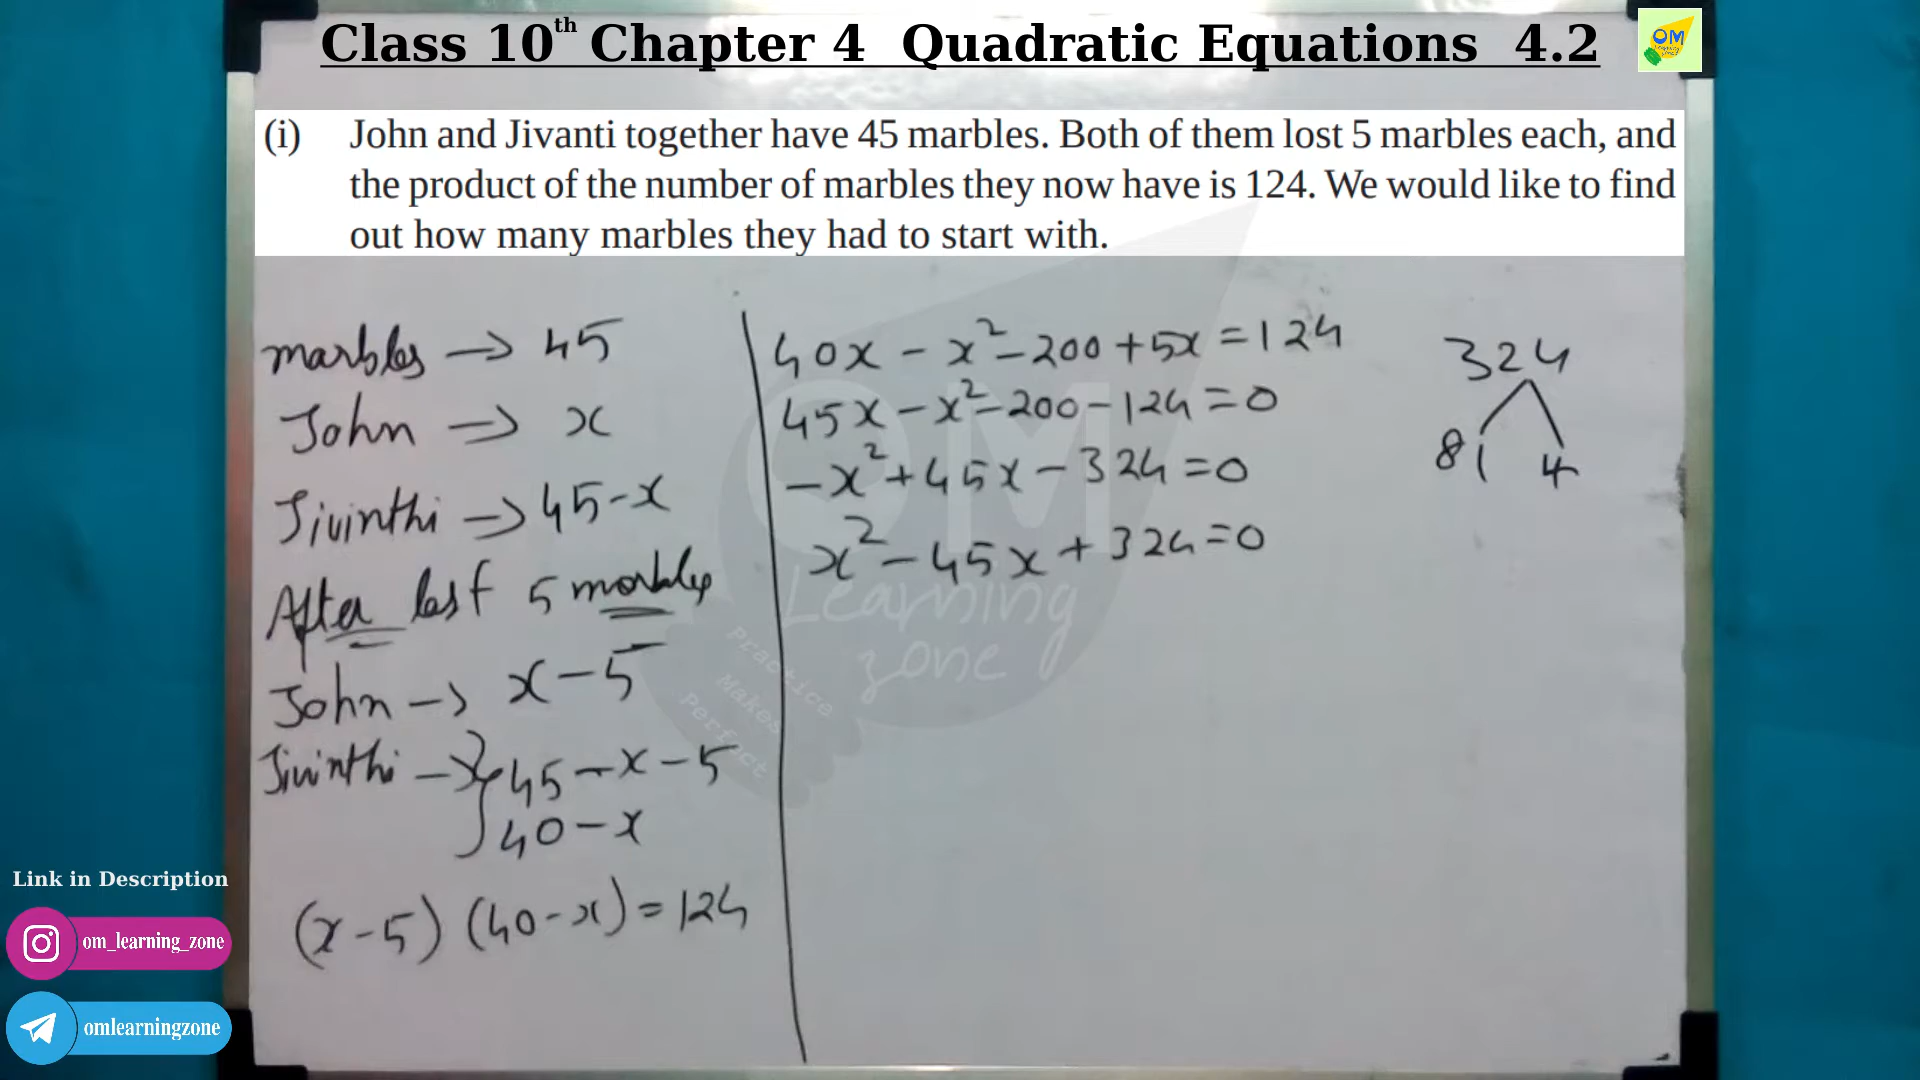 Class 10th Chapter 4 Quadratic Equations 4.2
OM
Learning
Zone
(i) John and Jivanti together have 45 marbles. Both of them lost 5 marbles each, and
the product of the number of marbles they now have is 124. We would like to find
out how many marbles they had to start with.
marbles → 45
John → x
Jivinthi → 45-x
After lost 5 marbles
John → x-5
Jivinthi → 45-x-5
40-x
(x-5) (40-x) = 124
40x - x² - 200 + 5x = 124
45x - x² - 200 - 124 = 0
-x² + 45x - 324 = 0
x² - 45x + 324 = 0
324
81 4
OM
Learning
zone
Practice
Makes
Perfect
Link in Description
om_learning_zone
omlearningzone